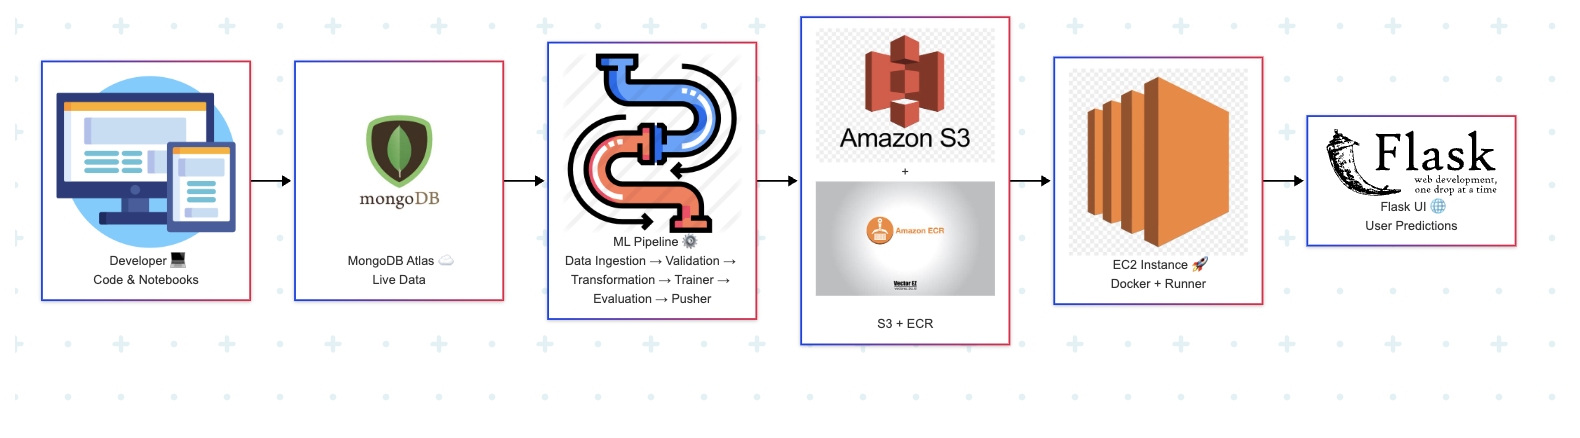 Developer 💻
Code & Notebooks
mongoDB
MongoDB Atlas ☁️
Live Data
ML Pipeline ⚙️
Data Ingestion → Validation →
Transformation → Trainer →
Evaluation → Pusher
Amazon S3
+
Amazon ECR
Vector EZ
S3 + ECR
EC2 Instance 🚀
Docker + Runner
Flask
web development,
one drop at a time
Flask UI 🌐
User Predictions